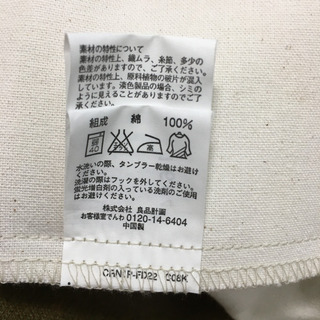 素材の特性について
素材の特性上、織ムラ、糸節、多少の
色差がありますので、ご了承ください。
また、原料植物の破片が混入
しています。淡色製品の場合、シミの
ように見えることがありますので、
ご了承ください。
組成 綿 100%
弱
40
高
水洗いの際、タンブラー乾燥はお避け
ください。
洗濯の際はフックを外してください。
蛍光増白剤の入っている洗剤のご使用
はお避けください。
株式会社 良品計画
お客様室でんわ 0120-14-6404
中国製